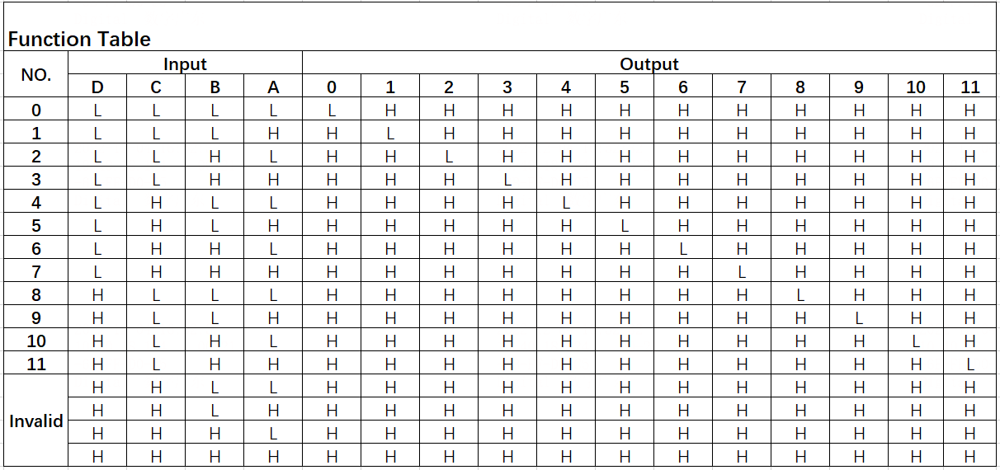 Function Table
NO. Input Output
D C B A 0 1 2 3 4 5 6 7 8 9 10 11
0 L L L L L H H H H H H H H H H H
1 L L L H H L H H H H H H H H H H
2 L L H L H H L H H H H H H H H H
3 L L H H H H H L H H H H H H H H
4 L H L L H H H H L H H H H H H H
5 L H L H H H H H H L H H H H H H
6 L H H L H H H H H H L H H H H H
7 L H H H H H H H H H H L H H H H
8 H L L L H H H H H H H H L H H H
9 H L L H H H H H H H H H H L H H
10 H L H L H H H H H H H H H H L H
11 H L H H H H H H H H H H H H H L
Invalid H H L L H H H H H H H H H H H H
H H L H H H H H H H H H H H H H
H H H L H H H H H H H H H H H H
H H H H H H H H H H H H H H H H